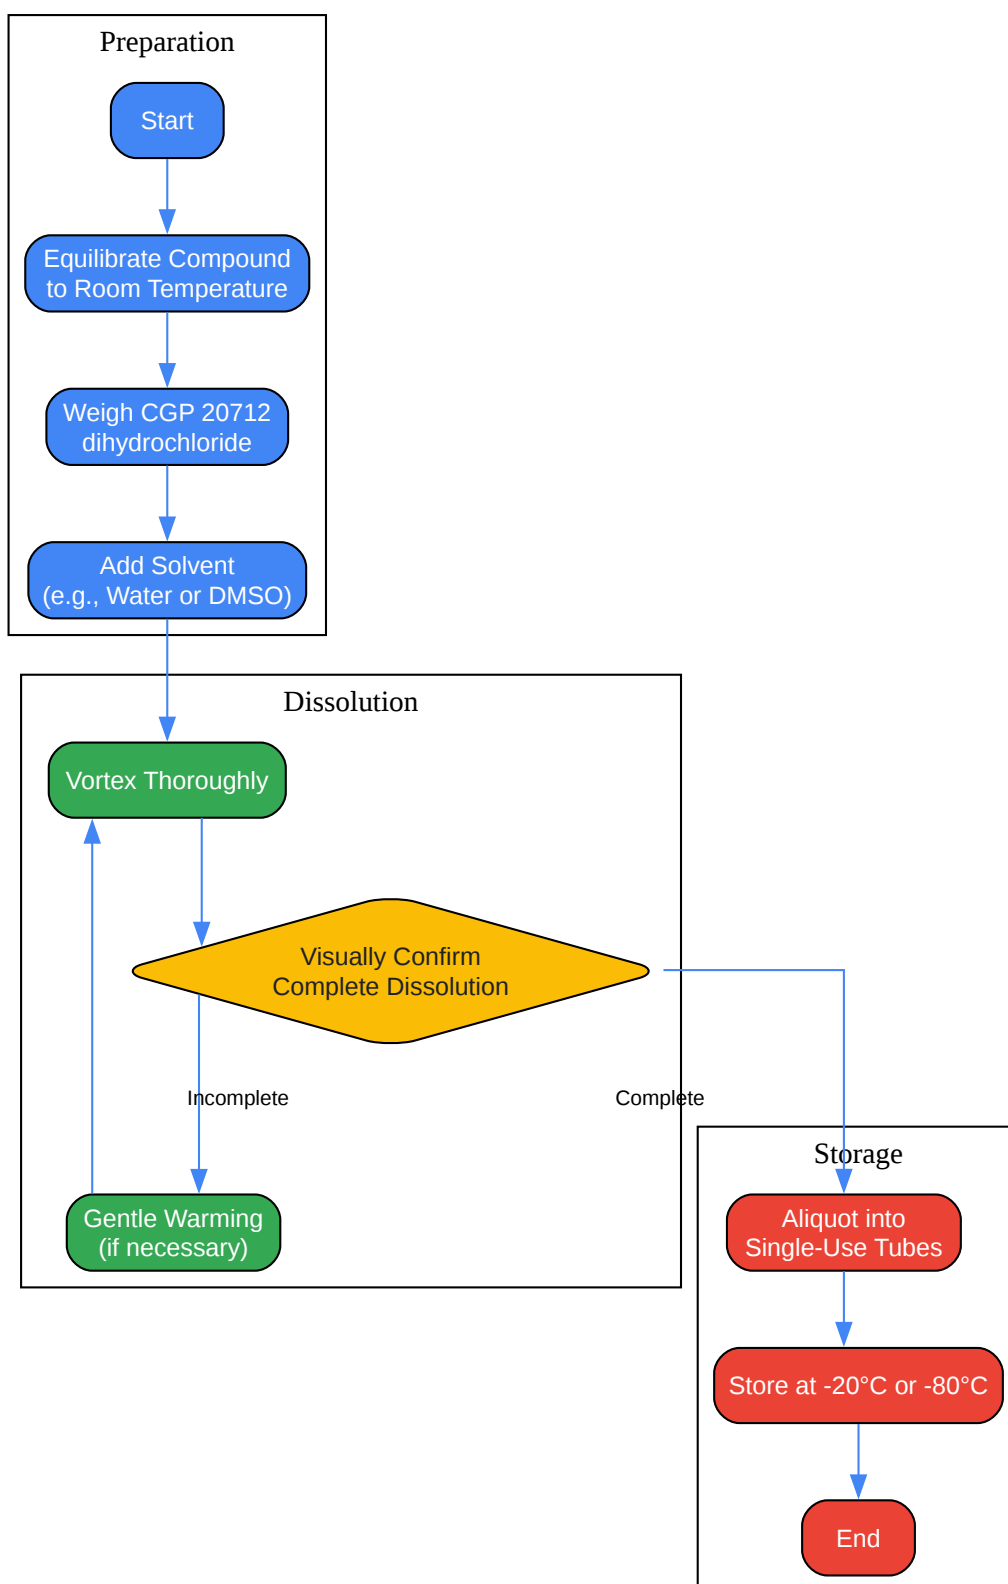 Preparation
Start
Equilibrate Compound
to Room Temperature
Weigh CGP 20712
dihydrochloride
Add Solvent
(e.g., Water or DMSO)
Dissolution
Vortex Thoroughly
Visually Confirm
Complete Dissolution
Incomplete
Complete
Gentle Warming
(if necessary)
Storage
Aliquot into
Single-Use Tubes
Store at -20°C or -80°C
End